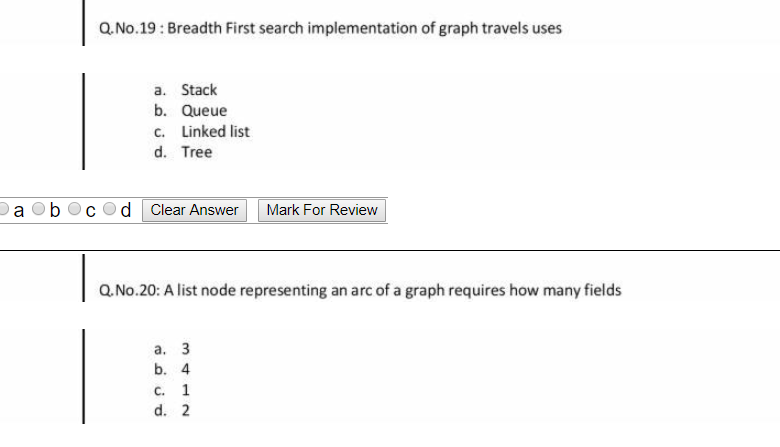 Q.No.19 : Breadth First search implementation of graph travels uses
a. Stack
b. Queue
c. Linked list
d. Tree
a b c d Clear Answer Mark For Review
Q.No.20: A list node representing an arc of a graph requires how many fields
a. 3
b. 4
c. 1
d. 2